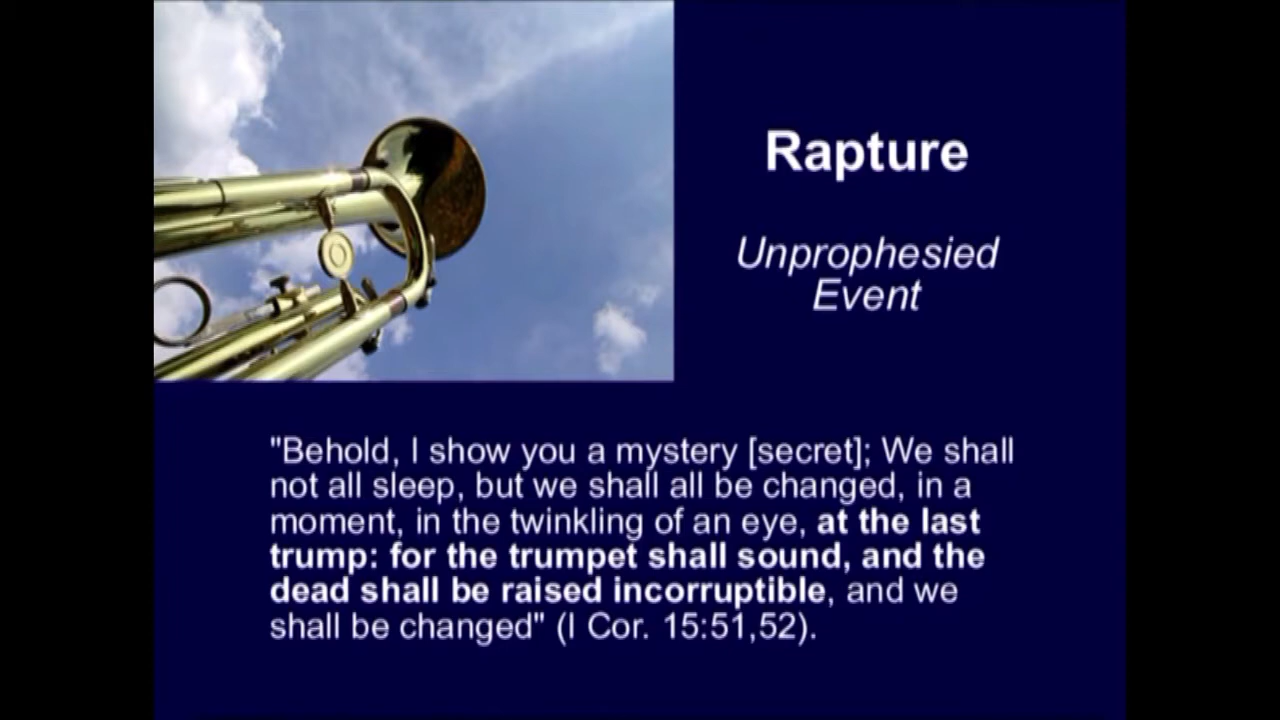 Rapture
Unprophesied
Event
"Behold, I show you a mystery [secret]; We shall
not all sleep, but we shall all be changed, in a
moment, in the twinkling of an eye, at the last
trump: for the trumpet shall sound, and the
dead shall be raised incorruptible, and we
shall be changed" (I Cor. 15:51,52).